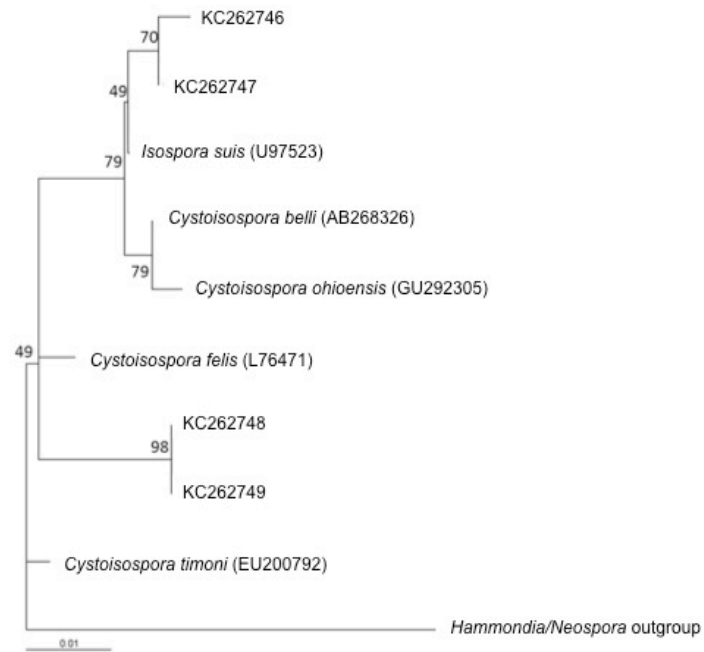 KC262746
70
KC262747
49
Isospora suis (U97523)
79
Cystoisospora belli (AB268326)
79
Cystoisospora ohioensis (GU292305)
49
Cystoisospora felis (L76471)
KC262748
98
KC262749
Cystoisospora timoni (EU200792)
Hammondia/Neospora outgroup
0.01